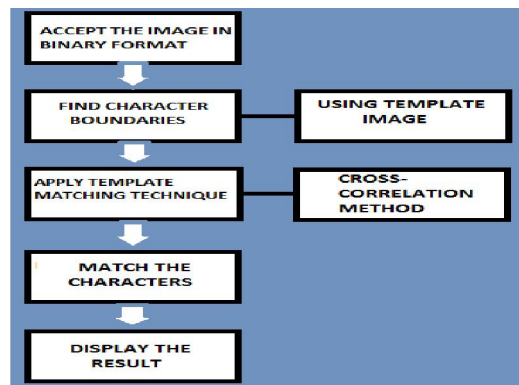 ACCEPT THE IMAGE IN
BINARY FORMAT
FIND CHARACTER
BOUNDARIES
USING TEMPLATE
IMAGE
APPLY TEMPLATE
MATCHING TECHNIQUE
CROSS-
CORRELATION
METHOD
MATCH THE
CHARACTERS
DISPLAY THE
RESULT